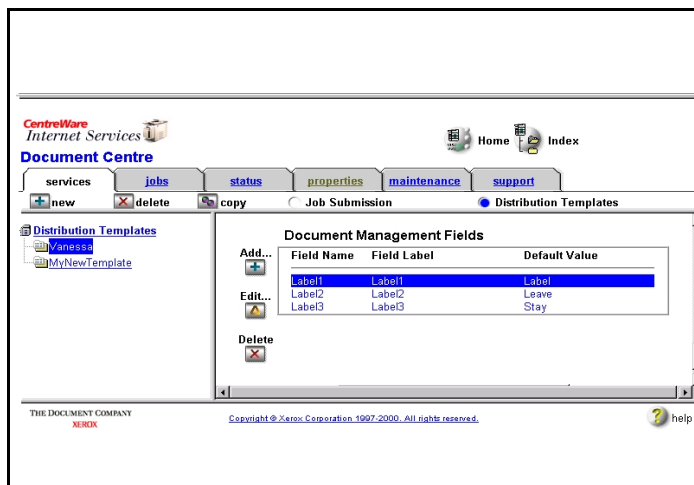 CentreWare
Internet Services
Home Index
Document Centre
services jobs status properties maintenance support
new delete copy Job Submission Distribution Templates
Distribution Templates
Vanessa
MyNewTemplate
Document Management Fields
Add...
Edit...
Delete
Field Name Field Label Default Value
Label1 Label1 Label
Label2 Label2 Leave
Label3 Label3 Stay
THE DOCUMENT COMPANY
XEROX
Copyright © Xerox Corporation 1997-2000. All rights reserved.
help